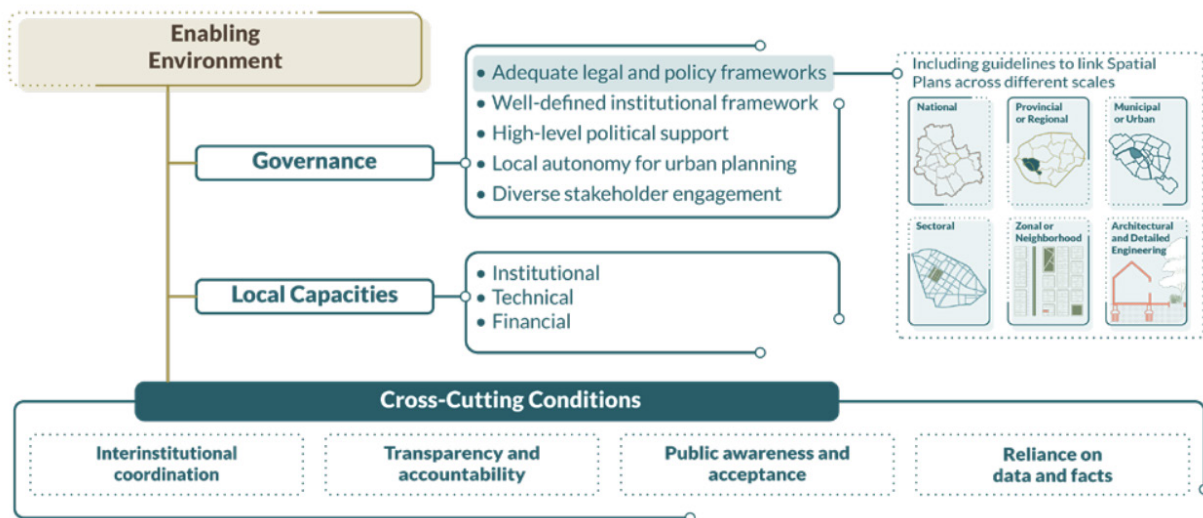 Enabling
Environment
Governance
• Adequate legal and policy frameworks
• Well-defined institutional framework
• High-level political support
• Local autonomy for urban planning
• Diverse stakeholder engagement
Including guidelines to link Spatial
Plans across different scales
National
Provincial
or Regional
Municipal
or Urban
Sectoral
Zonal or
Neighborhood
Architectural
and Detailed
Engineering
Local Capacities
• Institutional
• Technical
• Financial
Cross-Cutting Conditions
Interinstitutional
coordination
Transparency and
accountability
Public awareness and
acceptance
Reliance on
data and facts